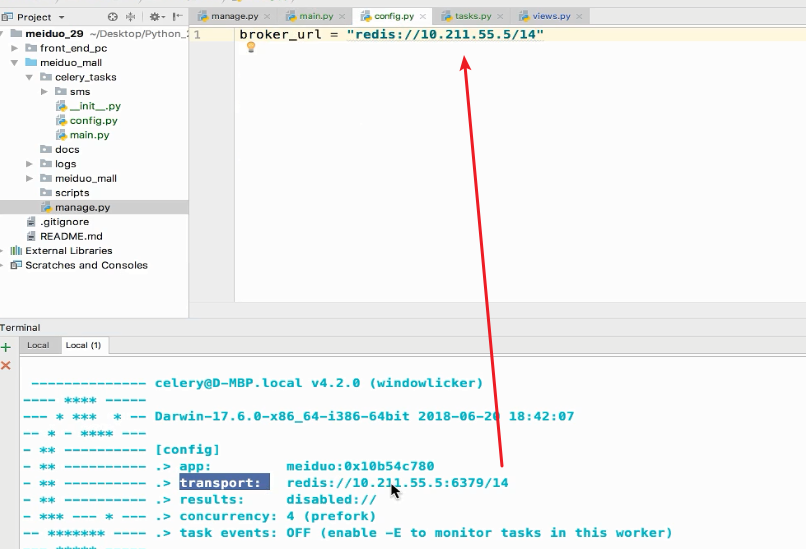 Project
manage.py
main.py
config.py
tasks.py
views.py
meiduo_29 ~/Desktop/Python_
front_end_pc
meiduo_mall
celery_tasks
sms
__init__.py
config.py
main.py
docs
logs
meiduo_mall
scripts
manage.py
.gitignore
README.md
External Libraries
Scratches and Consoles
1 broker_url = "redis://10.211.55.5/14"
Terminal
Local Local (1)
-------------- celery@D-MBP.local v4.2.0 (windowlicker)
---- **** -----
--- * *** * -- Darwin-17.6.0-x86_64-i386-64bit 2018-06-20 18:42:07
-- * - **** ---
- ** ---------- [config]
- ** ---------- .> app: meiduo:0x10b54c780
- ** ---------- .> transport: redis://10.211.55.5:6379/14
- ** ---------- .> results: disabled://
- *** --- * --- .> concurrency: 4 (prefork)
-- ******* ---- .> task events: OFF (enable -E to monitor tasks in this worker)
--- ***** -----